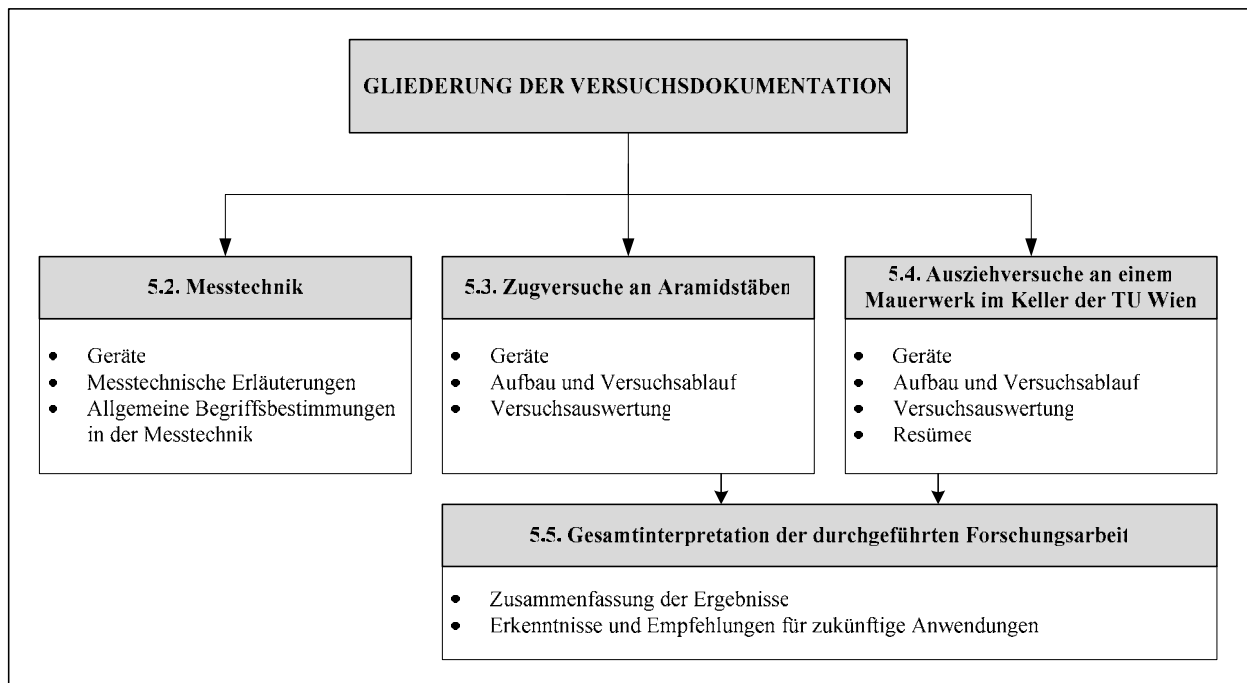 GLIEDERUNG DER VERSUCHSDOKUMENTATION
5.2. Messtechnik
• Geräte
• Messtechnische Erläuterungen
• Allgemeine Begriffsbestimmungen
in der Messtechnik
5.3. Zugversuche an Aramidstäben
• Geräte
• Aufbau und Versuchsablauf
• Versuchsauswertung
5.4. Ausziehversuche an einem
Mauerwerk im Keller der TU Wien
• Geräte
• Aufbau und Versuchsablauf
• Versuchsauswertung
• Resümee
5.5. Gesamtinterpretation der durchgeführten Forschungsarbeit
• Zusammenfassung der Ergebnisse
• Erkenntnisse und Empfehlungen für zukünftige Anwendungen